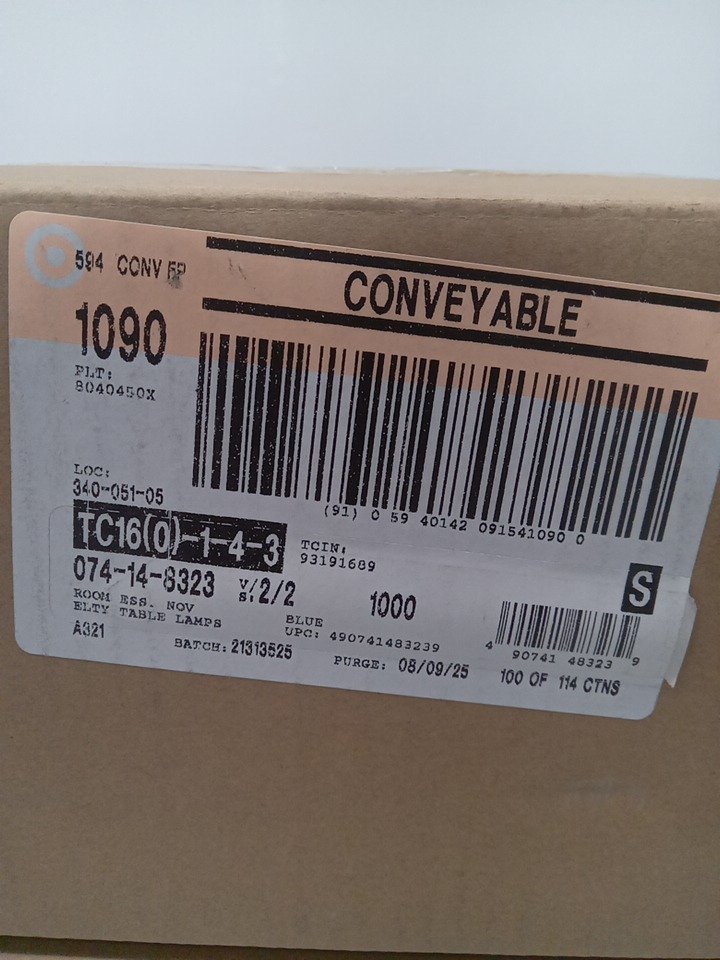 594 CONV FP
CONVEYABLE
1090
PLT:
8040450X
(91) 0 59 40142 091541090 0
LOC:
340-051-05
TC16(0)-1-4-3
TCIN:
93191689
074-14-8323
V/S: 2/2
1000
S
ROOM ESS. NOV
ELTY TABLE LAMPS
BLUE
UPC: 490741483239
4 90741 48323 9
A321
BATCH: 21313525
PURGE: 08/09/25
100 OF 114 CTNS